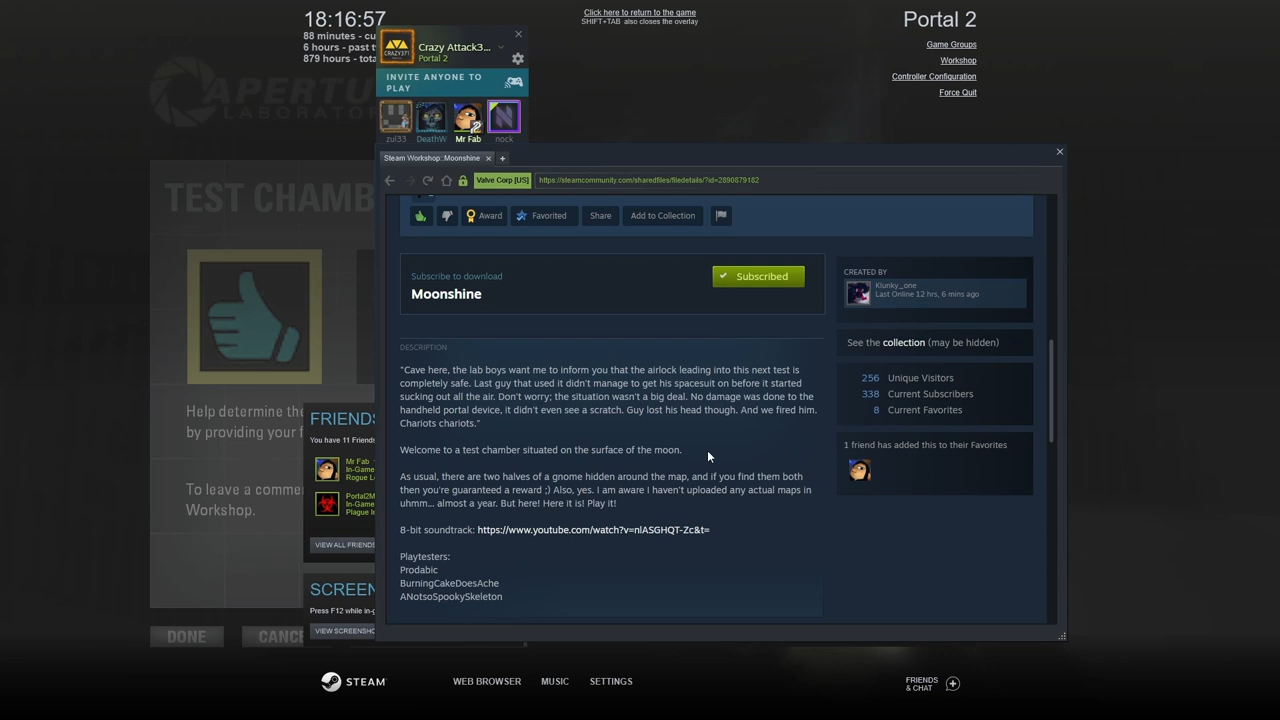 18:16:57
88 minutes - cu
6 hours - past t
879 hours - tota
Click here to return to the game
SHIFT+TAB also closes the overlay
Portal 2
Game Groups
Workshop
Controller Configuration
Force Quit
APERTU
LABORATOR
Crazy Attack3...
Portal 2
INVITE ANYONE TO
PLAY
zul33
DeathW
Mr Fab
nock
Steam Workshop::Moonshine
Valve Corp [US]
https://steamcommunity.com/sharedfiles/filedetails/?id=2890879182
TEST CHAMB
Award
Favorited
Share
Add to Collection
Subscribe to download
Moonshine
Subscribed
CREATED BY
Klunky_one
Last Online 12 hrs, 6 mins ago
See the collection (may be hidden)
256 Unique Visitors
338 Current Subscribers
8 Current Favorites
1 friend has added this to their Favorites
DESCRIPTION
"Cave here, the lab boys want me to inform you that the airlock leading into this next test is
completely safe. Last guy that used it didn't manage to get his spacesuit on before it started
sucking out all the air. Don't worry; the situation wasn't a big deal. No damage was done to the
handheld portal device, it didn't even see a scratch. Guy lost his head though. And we fired him.
Chariots chariots."
Welcome to a test chamber situated on the surface of the moon.
As usual, there are two halves of a gnome hidden around the map, and if you find them both
then you're guaranteed a reward ;) Also, yes. I am aware I haven't uploaded any actual maps in
uhmm... almost a year. But here! Here it is! Play it!
8-bit soundtrack: https://www.youtube.com/watch?v=nlASGHQT-Zc&t=
Playtesters:
Prodabic
BurningCakeDoesAche
ANotsoSpookySkeleton
Help determine the
by providing your f
To leave a commen
Workshop.
FRIENDS
You have 11 Friends
Mr Fab
In-Game
Rogue L
Portal2M
In-Game
Plague In
VIEW ALL FRIENDS
SCREEN
Press F12 while in-g
VIEW SCREENSHO
DONE
CANCE
STEAM
WEB BROWSER
MUSIC
SETTINGS
FRIENDS
& CHAT